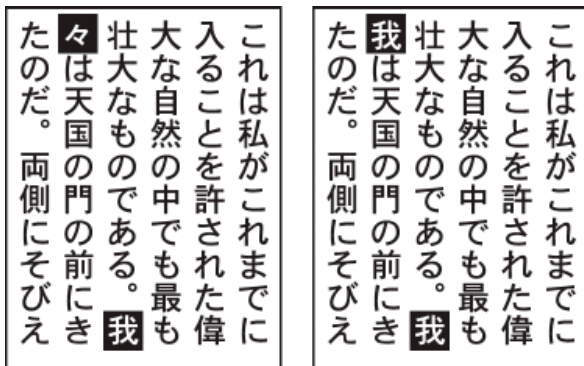 これは私がこれまでに
入ることを許された偉
大な自然の中でも最も
壮大なものである。我
々は天国の門の前にき
たのだ。両側にそびえ
これは私がこれまでに
入ることを許された偉
大な自然の中でも最も
壮大なものである。我
我は天国の門の前にき
たのだ。両側にそびえ